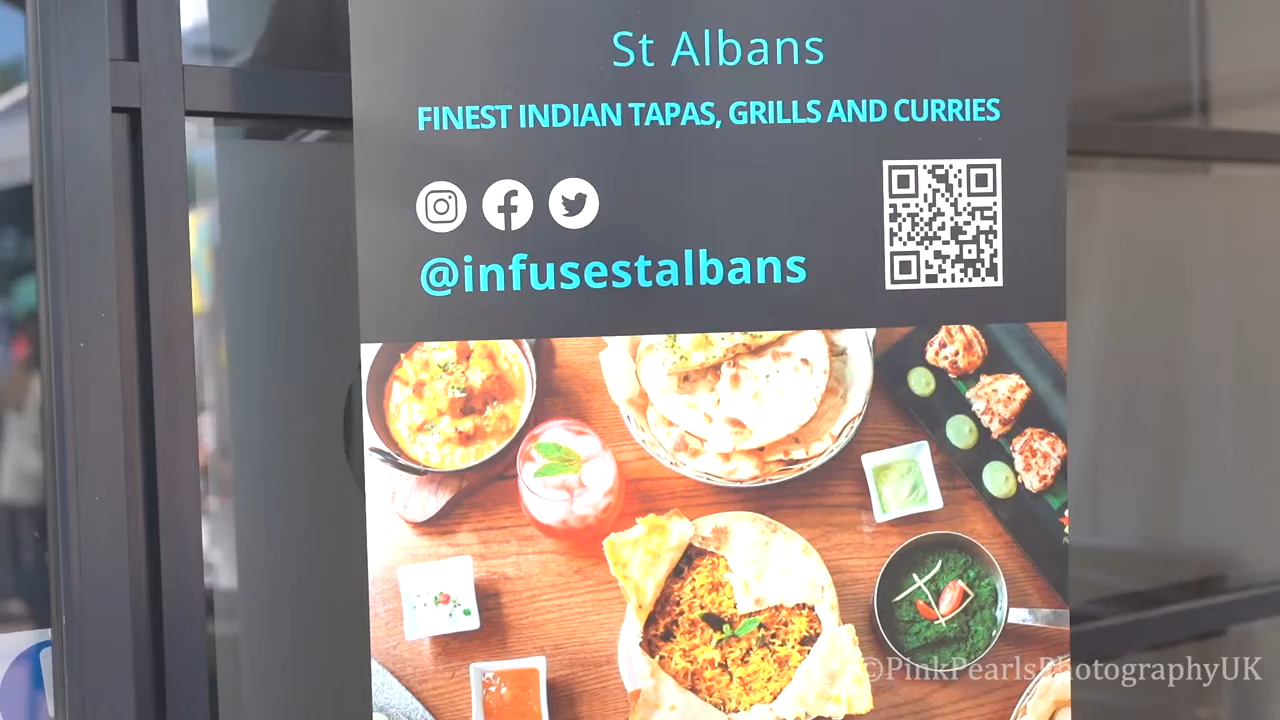 St Albans
FINEST INDIAN TAPAS, GRILLS AND CURRIES
@infusestalbans
©PinkPearlsPhotographyUK